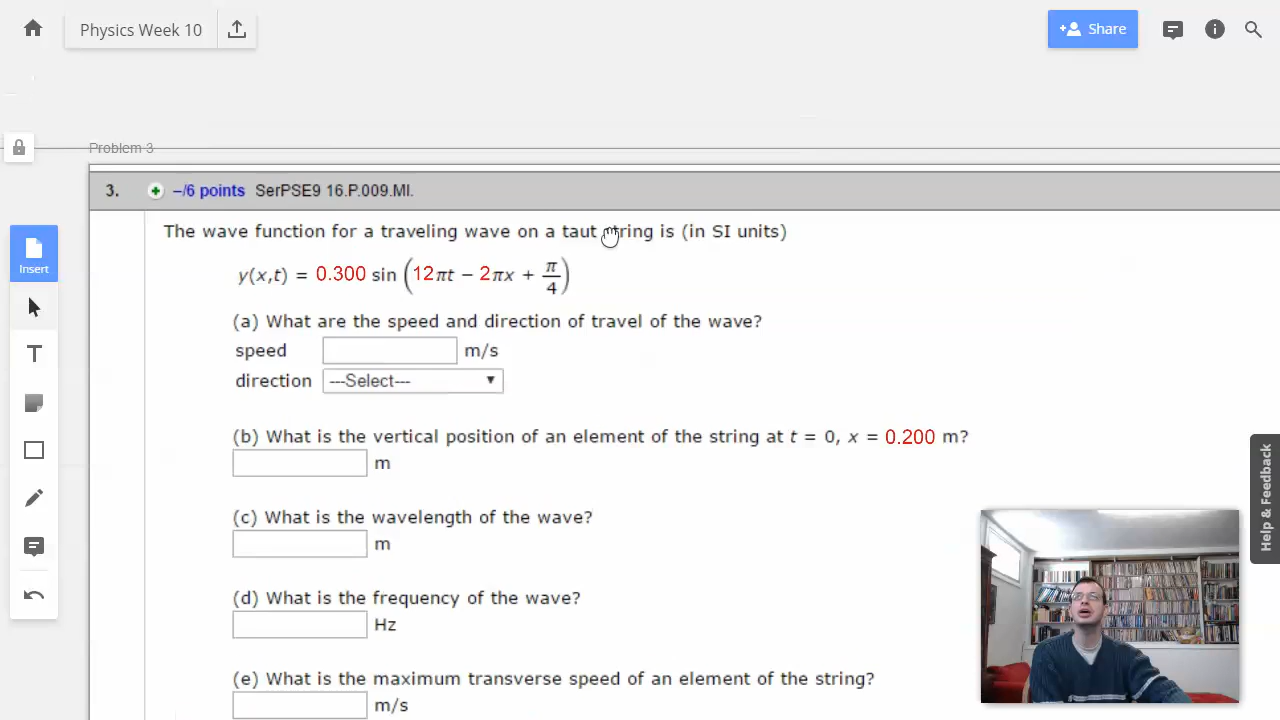 Physics Week 10
Share
Problem 3
3. –/6 points SerPSE9 16.P.009.MI.
The wave function for a traveling wave on a taut string is (in SI units)
y(x,t) = 0.300 sin (12πt − 2πx + π/4)
(a) What are the speed and direction of travel of the wave?
speed m/s
direction ---Select---
(b) What is the vertical position of an element of the string at t = 0, x = 0.200 m?
m
(c) What is the wavelength of the wave?
m
(d) What is the frequency of the wave?
Hz
(e) What is the maximum transverse speed of an element of the string?
m/s
Insert
T
Help & Feedback